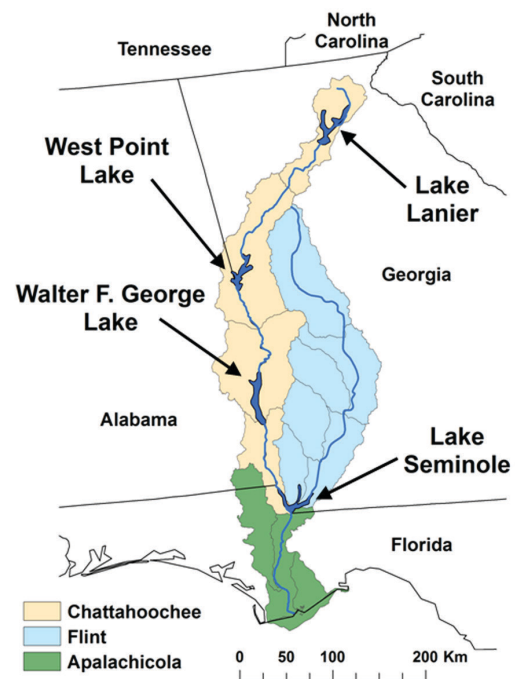 North
Carolina
Tennessee
South
Carolina
West Point
Lake
Lake
Lanier
Georgia
Walter F. George
Lake
Alabama
Lake
Seminole
Florida
Chattahoochee
Flint
Apalachicola
0 50 100 200 Km